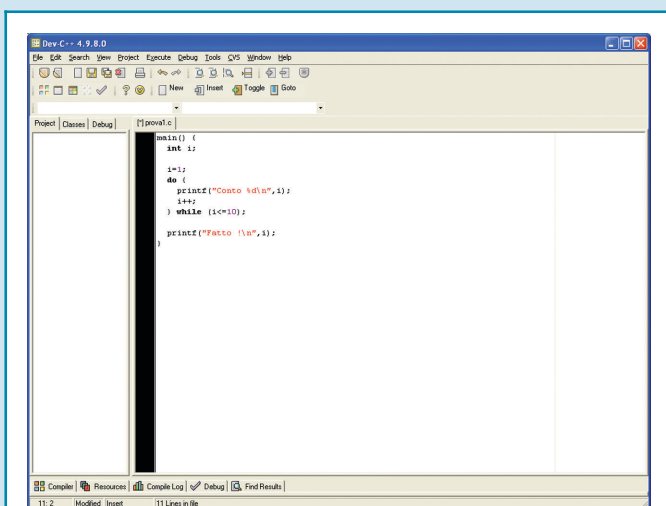 Dev-C++ 4.9.8.0
File Edit Search View Project Execute Debug Tools CVS Window Help
New Insert Toggle Goto
Project Classes Debug [*] prova1.c
main() {
int i;
i=1;
do {
printf("Conto %d\n",i);
i++;
} while (i<=10);
printf("Fatto !\n",i);
}
Compiler Resources Compile Log Debug Find Results
11: 2 Modified Insert 11 Lines in file